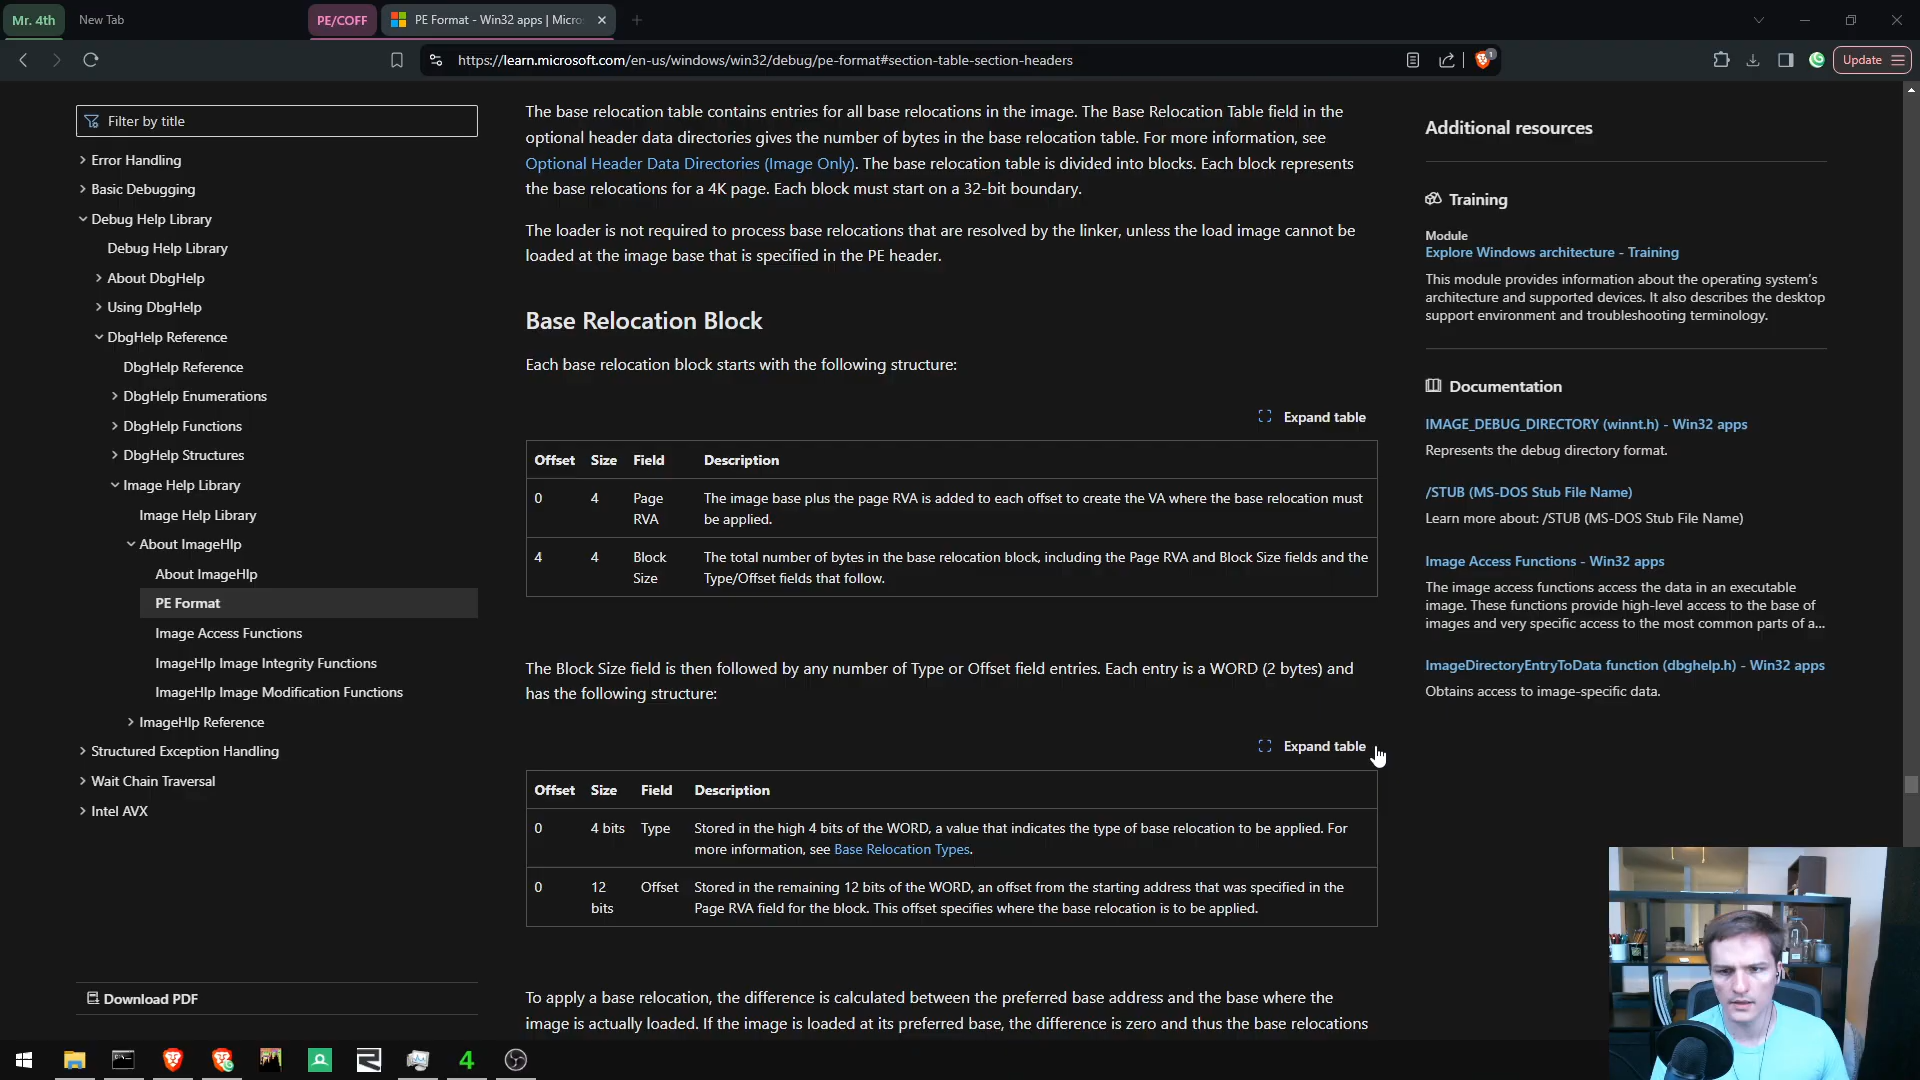 Mr. 4th
New Tab
PE/COFF
PE Format - Win32 apps | Micro
https://learn.microsoft.com/en-us/windows/win32/debug/pe-format#section-table-section-headers
1
Update
Filter by title
Error Handling
Basic Debugging
Debug Help Library
Debug Help Library
About DbgHelp
Using DbgHelp
DbgHelp Reference
DbgHelp Reference
DbgHelp Enumerations
DbgHelp Functions
DbgHelp Structures
Image Help Library
Image Help Library
About ImageHlp
About ImageHlp
PE Format
Image Access Functions
ImageHlp Image Integrity Functions
ImageHlp Image Modification Functions
ImageHlp Reference
Structured Exception Handling
Wait Chain Traversal
Intel AVX
Download PDF
The base relocation table contains entries for all base relocations in the image. The Base Relocation Table field in the
optional header data directories gives the number of bytes in the base relocation table. For more information, see
Optional Header Data Directories (Image Only). The base relocation table is divided into blocks. Each block represents
the base relocations for a 4K page. Each block must start on a 32-bit boundary.
The loader is not required to process base relocations that are resolved by the linker, unless the load image cannot be
loaded at the image base that is specified in the PE header.
Base Relocation Block
Each base relocation block starts with the following structure:
Expand table
Offset Size Field Description
0 4 Page RVA The image base plus the page RVA is added to each offset to create the VA where the base relocation must
be applied.
4 4 Block Size The total number of bytes in the base relocation block, including the Page RVA and Block Size fields and the
Type/Offset fields that follow.
The Block Size field is then followed by any number of Type or Offset field entries. Each entry is a WORD (2 bytes) and
has the following structure:
Expand table
Offset Size Field Description
0 4 bits Type Stored in the high 4 bits of the WORD, a value that indicates the type of base relocation to be applied. For
more information, see Base Relocation Types.
0 12 bits Offset Stored in the remaining 12 bits of the WORD, an offset from the starting address that was specified in the
Page RVA field for the block. This offset specifies where the base relocation is to be applied.
To apply a base relocation, the difference is calculated between the preferred base address and the base where the
image is actually loaded. If the image is loaded at its preferred base, the difference is zero and thus the base relocations
Additional resources
Training
Module
Explore Windows architecture - Training
This module provides information about the operating system's
architecture and supported devices. It also describes the desktop
support environment and troubleshooting terminology.
Documentation
IMAGE_DEBUG_DIRECTORY (winnt.h) - Win32 apps
Represents the debug directory format.
/STUB (MS-DOS Stub File Name)
Learn more about: /STUB (MS-DOS Stub File Name)
Image Access Functions - Win32 apps
The image access functions access the data in an executable
image. These functions provide high-level access to the base of
images and very specific access to the most common parts of a...
ImageDirectoryEntryToData function (dbghelp.h) - Win32 apps
Obtains access to image-specific data.
4